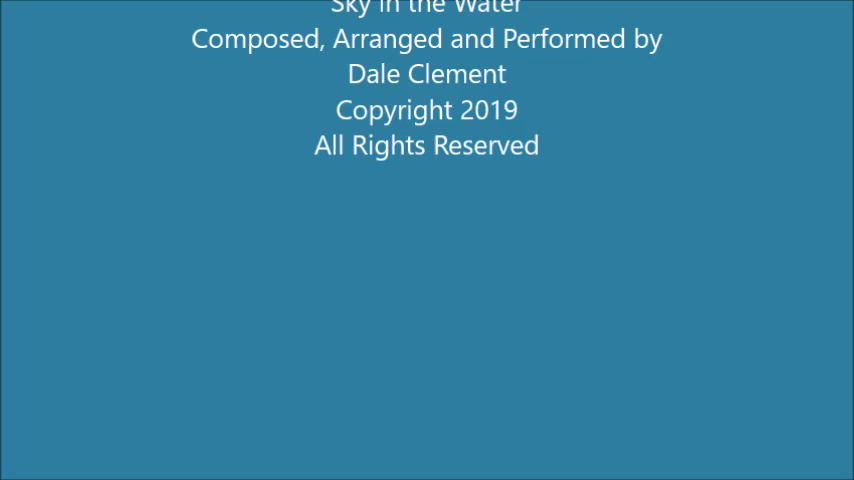 Sky in the Water
Composed, Arranged and Performed by
Dale Clement
Copyright 2019
All Rights Reserved